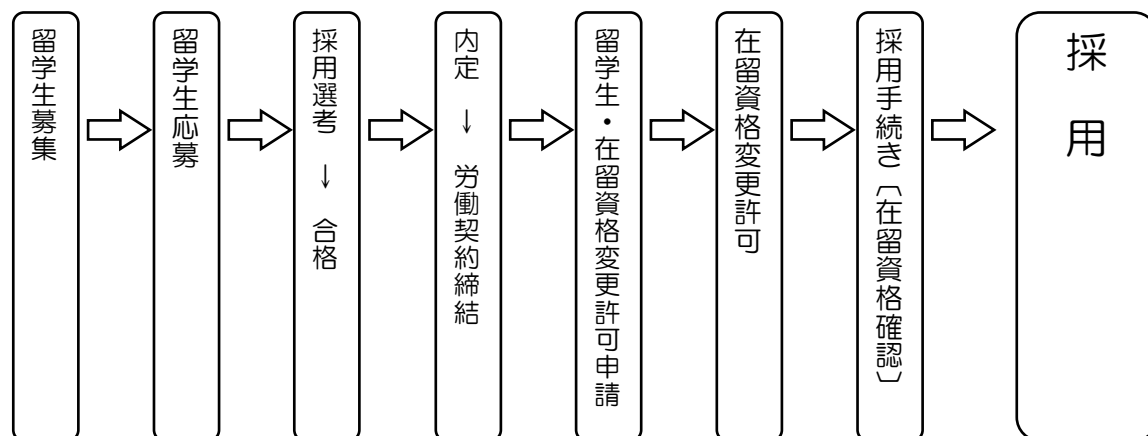 留学生募集
留学生応募
採用選考 → 合格
内定 → 労働契約締結
留学生・在留資格変更許可申請
在留資格変更許可
採用手続き〔在留資格確認〕
採用